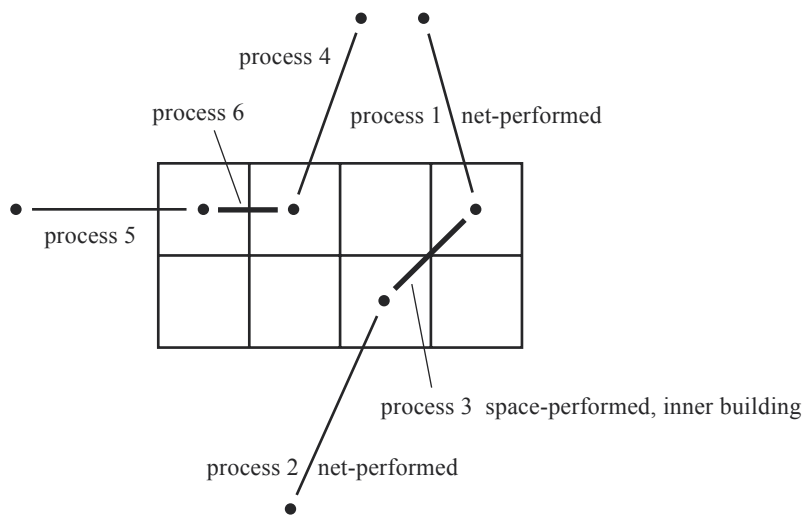 process 4
process 6
process 1 net-performed
process 5
process 3 space-performed, inner building
process 2 net-performed